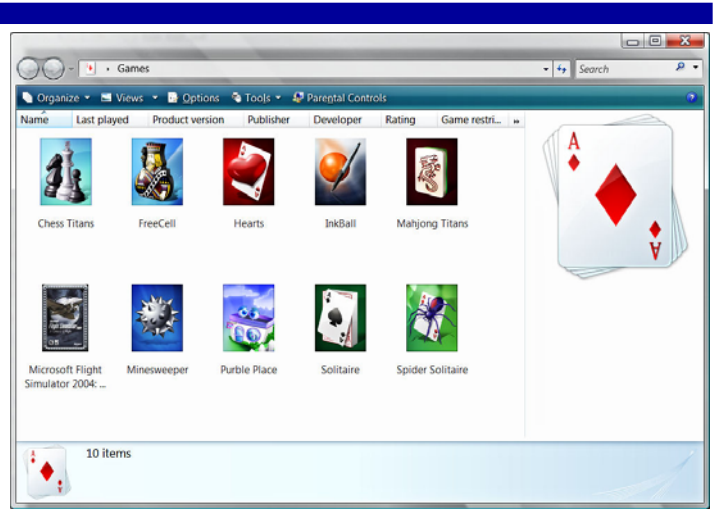 Games
Search
Organize Views Options Tools Parental Controls
Name Last played Product version Publisher Developer Rating Game restri...
Chess Titans FreeCell Hearts InkBall Mahjong Titans
Microsoft Flight Simulator 2004: ...
Minesweeper Purble Place Solitaire Spider Solitaire
10 items